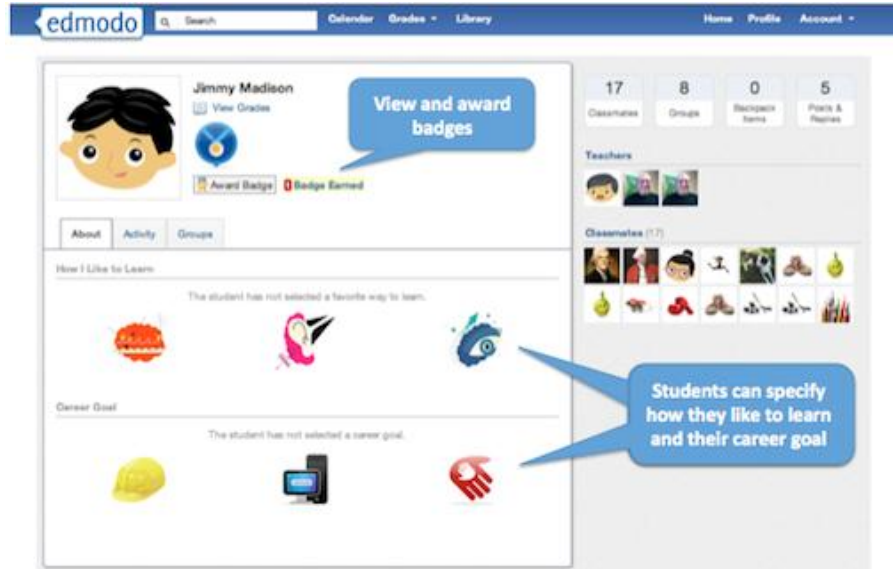 edmodo
Search
Calendar Grades Library
Home Profile Account
Jimmy Madison
View Grades
View and award
badges
Award Badge
0 Badge Earned
17 8 0 5
Classmates Groups Backpack Items Posts & Replies
Teachers
Classmates (17)
About Activity Groups
How I Like to Learn
The student has not selected a favorite way to learn.
Students can specify
how they like to learn
and their career goal
Career Goal
The student has not selected a career goal.